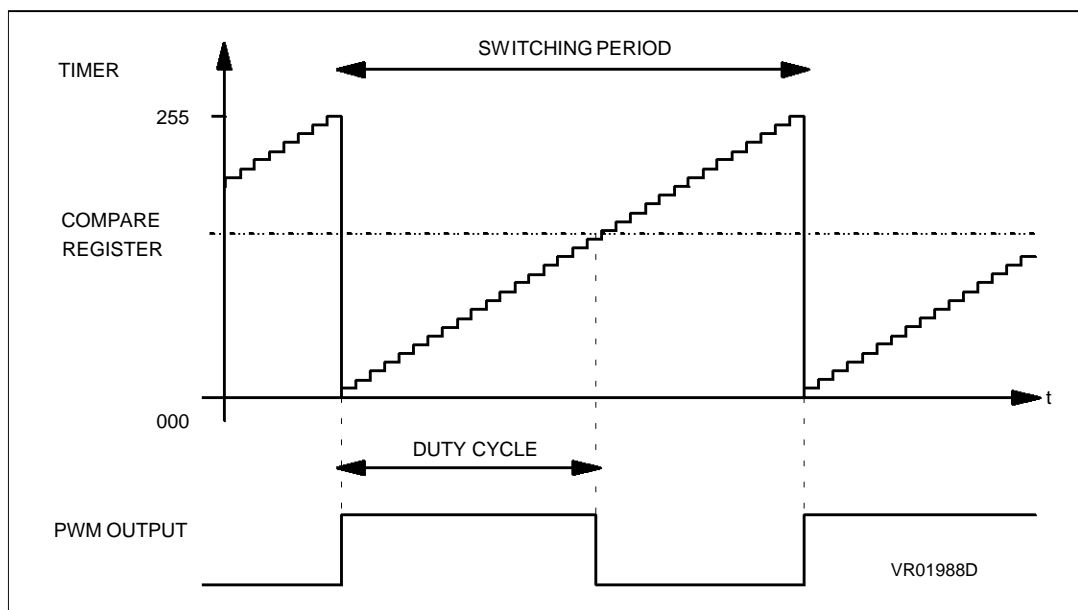 SWITCHING PERIOD
TIMER
255
COMPARE
REGISTER
t
000
DUTY CYCLE
PWM OUTPUT
VR01988D